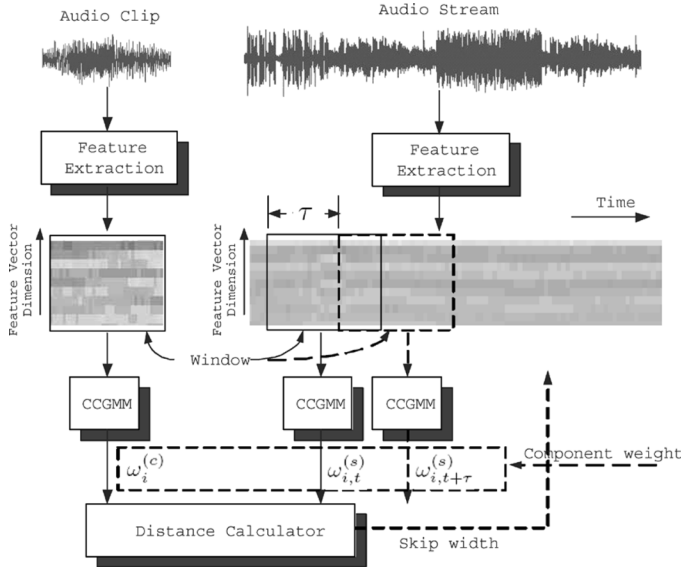 Audio Clip
Audio Stream
Feature
Extraction
Feature
Extraction
τ
Time
Feature Vector
Dimension
Feature Vector
Dimension
Window
CCGMM
CCGMM
CCGMM
ω_i^{(c)}
ω_{i,t}^{(s)}
ω_{i,t+τ}^{(s)}
Component weight
Distance Calculator
Skip width